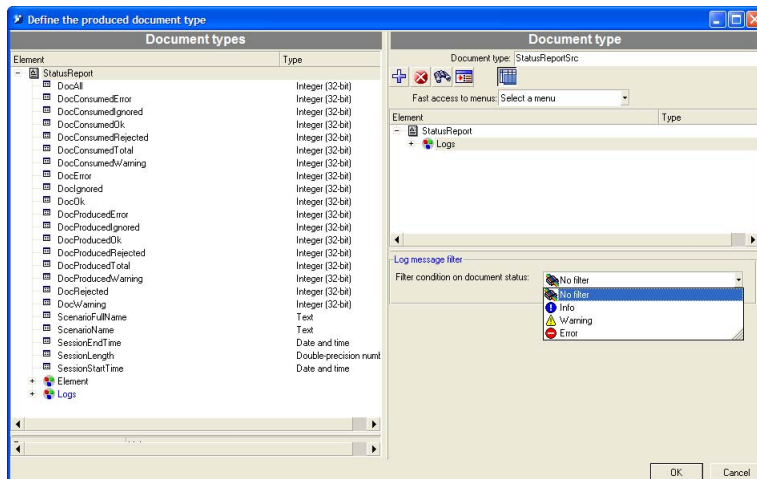 Define the produced document type
Document types
Element Type
StatusReport
DocAll Integer (32-bit)
DocConsumedError Integer (32-bit)
DocConsumedIgnored Integer (32-bit)
DocConsumedOk Integer (32-bit)
DocConsumedRejected Integer (32-bit)
DocConsumedTotal Integer (32-bit)
DocConsumedWarning Integer (32-bit)
DocError Integer (32-bit)
DocIgnored Integer (32-bit)
DocOk Integer (32-bit)
DocProducedError Integer (32-bit)
DocProducedIgnored Integer (32-bit)
DocProducedOk Integer (32-bit)
DocProducedRejected Integer (32-bit)
DocProducedTotal Integer (32-bit)
DocProducedWarning Integer (32-bit)
DocRejected Integer (32-bit)
DocWarning Integer (32-bit)
ScenarioFullName Text
ScenarioName Text
SessionEndTime Date and time
SessionLength Double-precision numb
SessionStartTime Date and time
Element
Logs
Document type
Document type: StatusReportSrc
Fast access to menus: Select a menu
Element Type
StatusReport
Logs
Log message filter
Filter condition on document status: No filter
No filter
Info
Warning
Error
OK Cancel